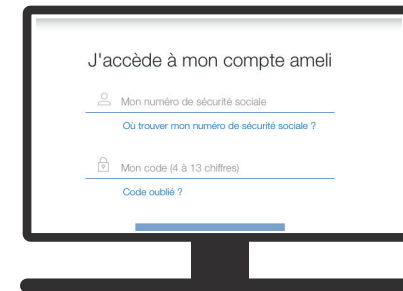 J'accède à mon compte ameli
Mon numéro de sécurité sociale
Où trouver mon numéro de sécurité sociale ?
Mon code (4 à 13 chiffres)
Code oublié ?